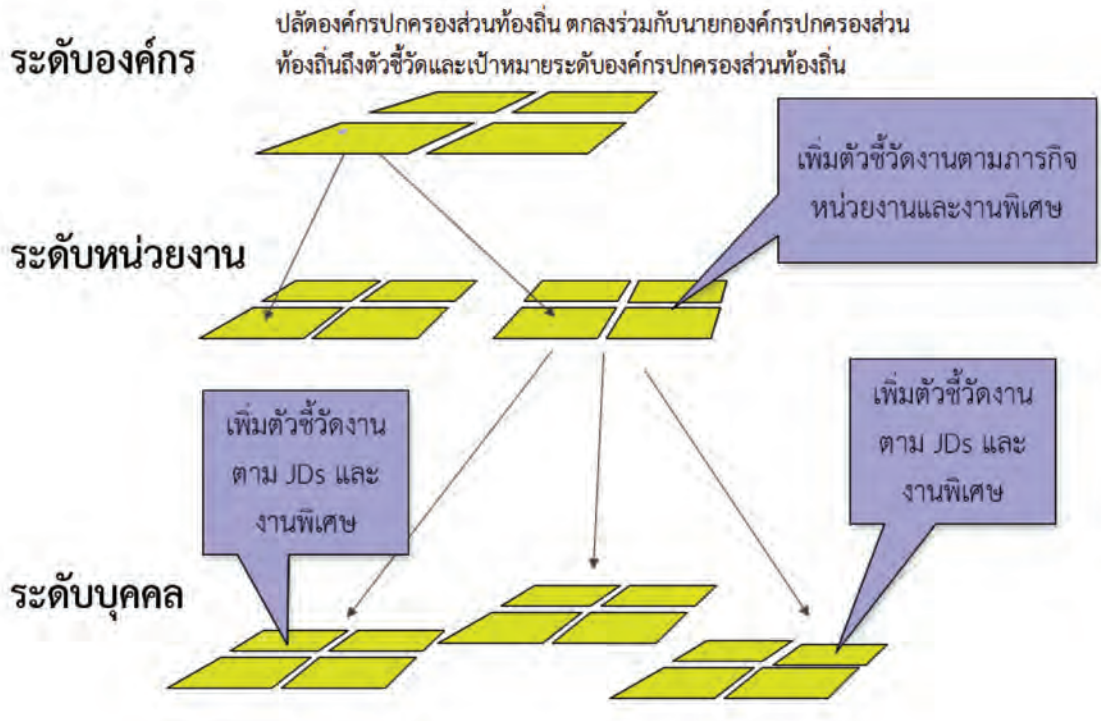 ปลัดองค์กรปกครองส่วนท้องถิ่น ตกลงร่วมกับนายกองค์กรปกครองส่วน
ระดับองค์กร
ท้องถิ่นถึงตัวชี้วัดและเป้าหมายระดับองค์กรปกครองส่วนท้องถิ่น
เพิ่มตัวชี้วัดงานตามภารกิจ
หน่วยงานและงานพิเศษ
ระดับหน่วยงาน
เพิ่มตัวชี้วัดงาน
ตาม JDs และ
งานพิเศษ
เพิ่มตัวชี้วัดงาน
ตาม JDs และ
งานพิเศษ
ระดับบุคคล